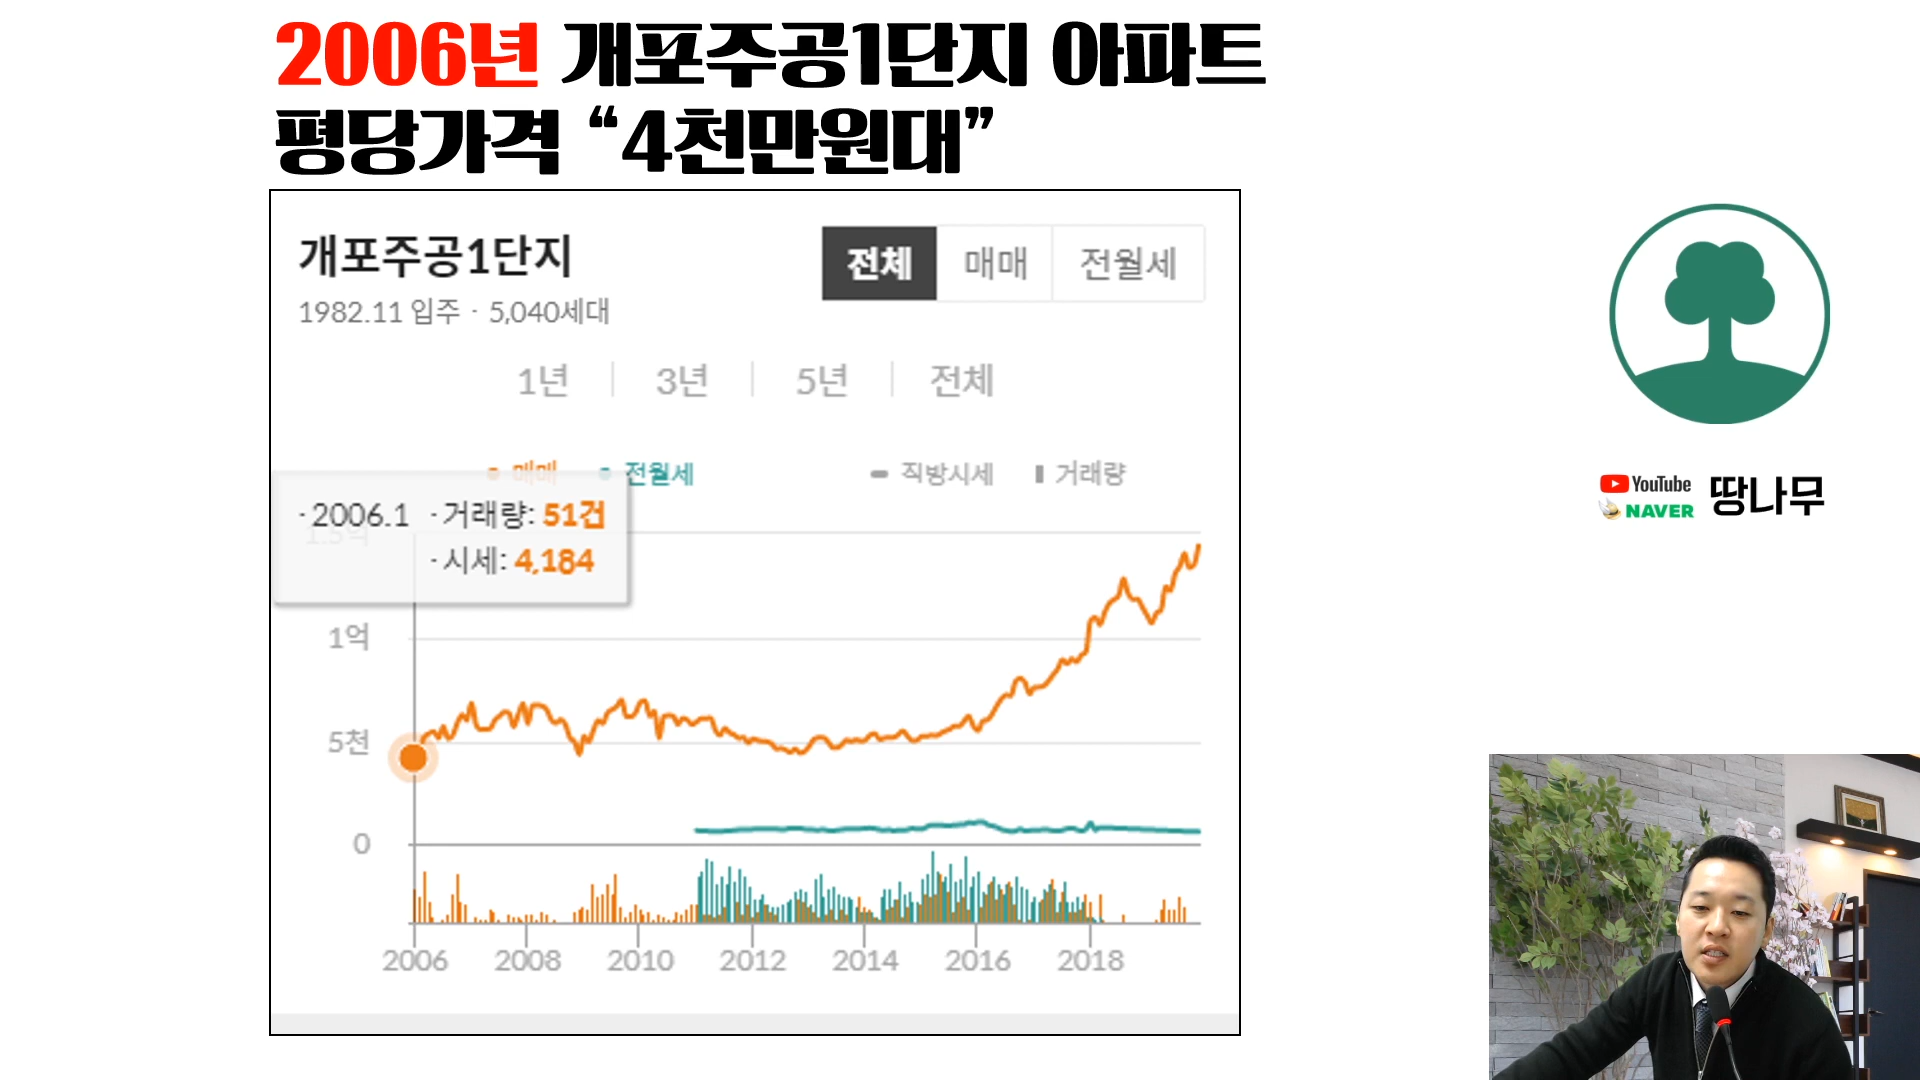 2006년 개포주공1단지 아파트
평당가격 “4천만원대”
개포주공1단지
전체 매매 전월세
1982.11 입주 · 5,040세대
1년 3년 5년 전체
매매 전월세 직방시세 거래량
· 2006.1 · 거래량: 51건
· 시세: 4,184
1.5억
1억
5천
0
2006 2008 2010 2012 2014 2016 2018
YouTube
NAVER
땅나무